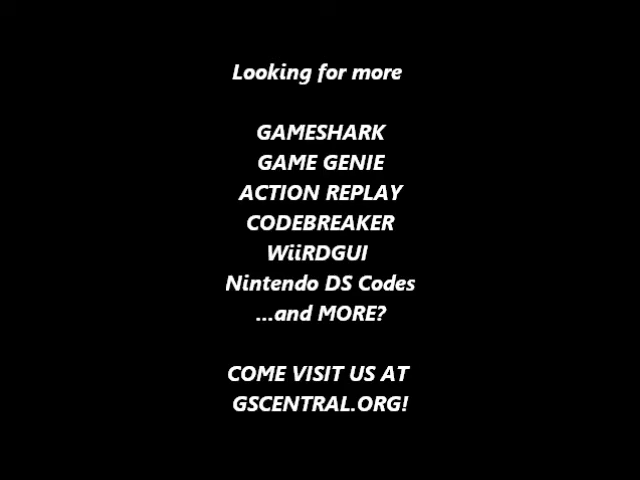 Looking for more
GAMESHARK
GAME GENIE
ACTION REPLAY
CODEBREAKER
WiiRDGUI
Nintendo DS Codes
...and MORE?
COME VISIT US AT
GSCENTRAL.ORG!